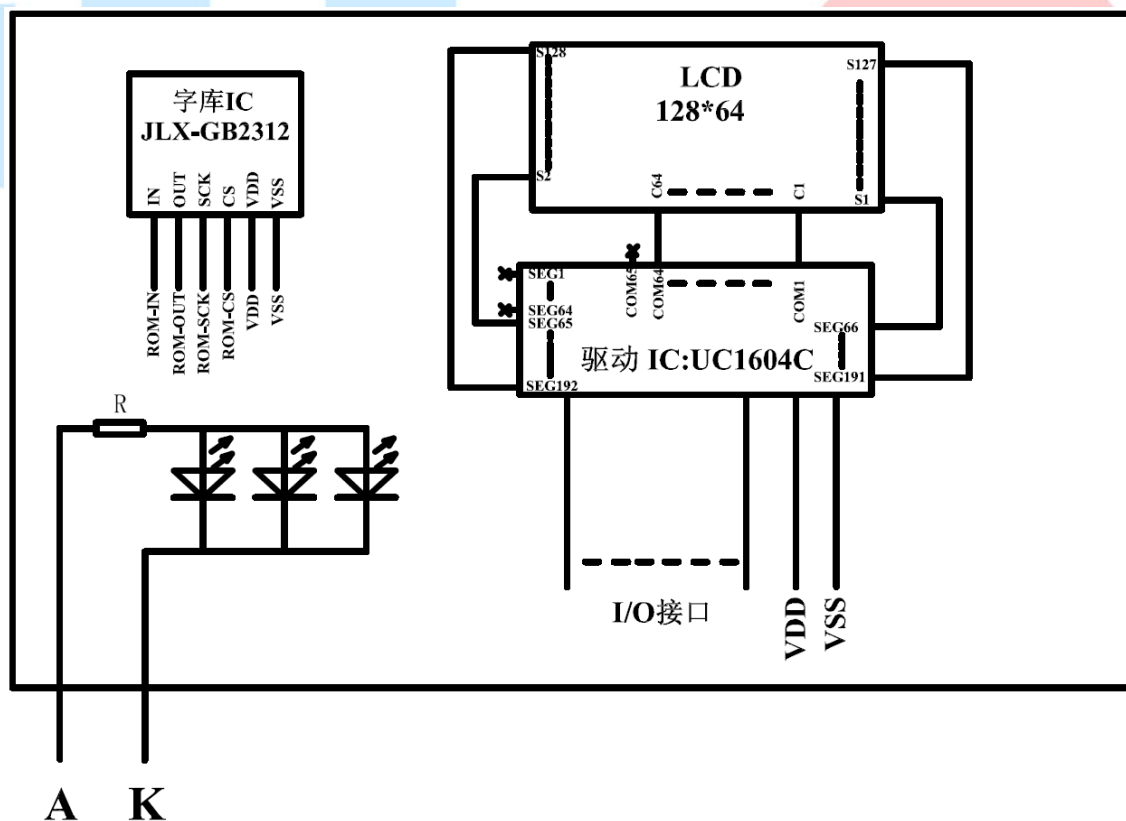 字库IC
JLX-GB2312
IN
OUT
SCK
CS
VDD
VSS
ROM-IN
ROM-OUT
ROM-SCK
ROM-CS
VDD
VSS
S128
LCD
128*64
S127
S2
C64
C1
S1
SEG1
COM65
COM64
COM1
SEG64
SEG65
SEG66
驱动 IC:UC1604C
SEG192
SEG191
R
I/O接口
VDD
VSS
A
K